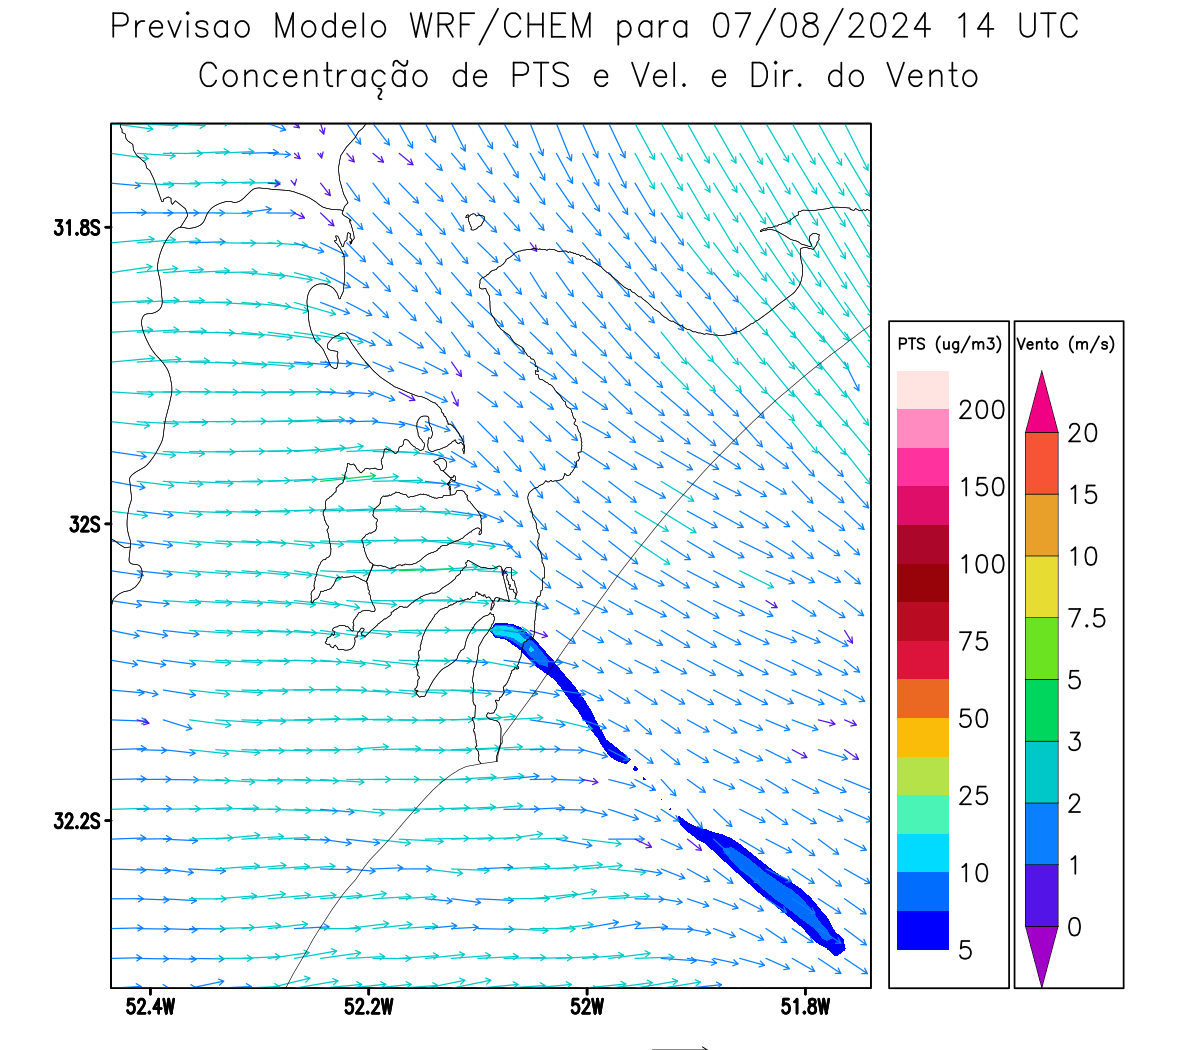 Previsao Modelo WRF/CHEM para 07/08/2024 14 UTC
Concentração de PTS e Vel. e Dir. do Vento
31.8S
32S
32.2S
52.4W
52.2W
52W
51.8W
PTS (ug/m3)
200
150
100
75
50
25
10
5
Vento (m/s)
20
15
10
7.5
5
3
2
1
0